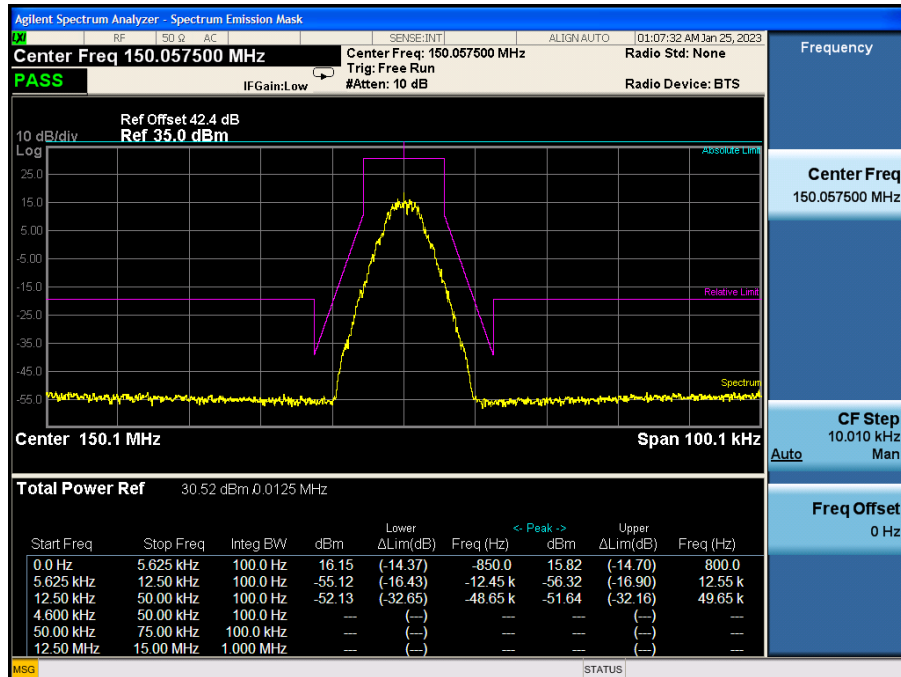 Agilent Spectrum Analyzer - Spectrum Emission Mask
LXI RF 50 Ω AC SENSE:INT ALIGN AUTO 01:07:32 AM Jan 25, 2023
Center Freq 150.057500 MHz Center Freq: 150.057500 MHz Radio Std: None
Trig: Free Run
PASS IFGain:Low #Atten: 10 dB Radio Device: BTS
Ref Offset 42.4 dB
10 dB/div Ref 35.0 dBm
Log
Absolute Limit
25.0
15.0
5.00
-5.00
-15.0
Relative Limit
-25.0
-35.0
-45.0
Spectrum
-55.0
Center 150.1 MHz Span 100.1 kHz
Total Power Ref 30.52 dBm / 0.0125 MHz
Lower <- Peak -> Upper
Start Freq Stop Freq Integ BW dBm ΔLim(dB) Freq (Hz) dBm ΔLim(dB) Freq (Hz)
0.0 Hz 5.625 kHz 100.0 Hz 16.15 (-14.37) -850.0 15.82 (-14.70) 800.0
5.625 kHz 12.50 kHz 100.0 Hz -55.12 (-16.43) -12.45 k -56.32 (-16.90) 12.55 k
12.50 kHz 50.00 kHz 100.0 Hz -52.13 (-32.65) -48.65 k -51.64 (-32.16) 49.65 k
4.600 kHz 50.00 kHz 100.0 Hz --- (---) --- --- (---) ---
50.00 kHz 75.00 kHz 100.0 kHz --- (---) --- --- (---) ---
12.50 MHz 15.00 MHz 1.000 MHz --- (---) --- --- (---) ---
MSG STATUS
Frequency
Center Freq
150.057500 MHz
CF Step
10.010 kHz
Auto Man
Freq Offset
0 Hz